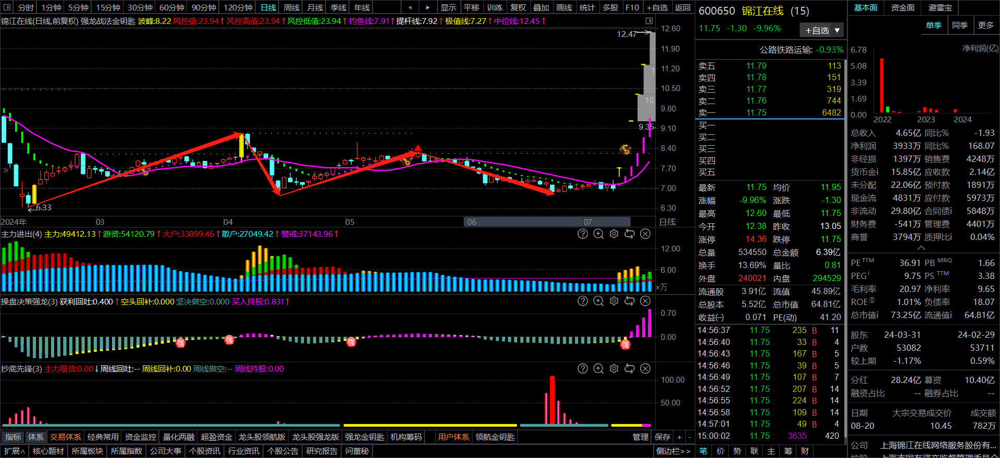 分时 1分钟 5分钟 15分钟 30分钟 60分钟 90分钟 120分钟 日线 周线 月线 季线 年线 显示 平移 训练 复权 叠加 画线 统计 多股 F10 +自选 返回
锦江在线(日线,前复权) 强龙战法金钥匙 波峰:8.22 风控值:23.94↑ 风控高值:23.94↑ 风控低值:23.94↑ 钓鱼线:7.91↑ 提杆线:7.92↑ 极值线:7.27↑ 中位线:12.45↑
12.60
12.47
11.90
11.20
10.50
10.
9.80
9.35
9.10
8.40
7.70
7.00
6.33
6.30
2024年 03 04 05 06 07 日线
主力进出(4) 主力:49412.13↑ 游资:54120.79↑ 大户:33899.46↑ 散户:27049.42↑ 警戒:37143.96↑
12.00
6.00
×万
操盘决策强龙(3) 获利回吐:0.400↑ 空头回补:0.000 坚决做空:0.000 买入持股:0.831↑
0.70
0.00
强 强 强 强
抄底先锋(3) 主力吸货:0.00↓ 周线回吐:-- 周线回补:0.00 周线做空:-- 周线持股:0.00
100.00
50.00
指标 体系 交易体系 经典常用 资金监控 量化两融 超盈资金 龙头股领航版 龙头股强龙版 强龙金钥匙 机构筹码 用户体系 领航金钥匙 管理 保存 + -
扩展∧ 核心题材 所属板块 所属指数 公司大事 个股资讯 行业资讯 个股公告 研究报告 问董秘 侧边栏>>
600650 锦江在线 (15)
11.75 -1.30 -9.96% +自选 ▼
公路铁路运输: -0.93%
卖五 11.79 113
卖四 11.78 151
卖三 11.77 319
卖二 11.76 744
卖一 11.75 6482
买一
买二
买三
买四
买五
最新 11.75 均价 11.95
涨幅 -9.96% 涨跌 -1.30
最高 12.60 最低 11.75
今开 12.38 昨收 13.05
涨停 14.36 跌停 11.75
总量 534550 总金额 6.39亿
换手 13.69% 量比 0.81
外盘 240021 内盘 294529
流通股 3.91亿 流值 45.89亿
总股本 5.52亿 总市值 64.81亿
收益(一) 0.071 PE(动) 41.20
14:56:37 11.75 235 B 11
14:56:40 11.75 33 B 4
14:56:43 11.75 167 B 5
14:56:46 11.75 39 B 5
14:56:49 11.75 107 B 7
14:56:52 11.75 207 B 14
14:56:55 11.75 224 B 14
14:56:58 11.75 109 B 14
14:57:01 11.75 49 B 4
15:00:02 11.75 3635 420
笔 价 势 联 主 筹 财
基本面 资金面 避雷宝
单季 同季 更多
净利润(亿)
6.78
5.08
3.39
1.69
0.00
2022 2023 2024
总收入 4.65亿 同比% -1.93
净利润 3933万 同比% 168.07
非经损 1397万 销售费 4248万
货币金i 15.85亿 应收款 2.14亿
未分配 22.06亿 预付款 1891万
现金流 4831万 应付款 5973万
非流动 29.80亿 合同债i 5848万
财务费 -541万 管理费 4401万
商誉 3794万 质押比i 0.04%
PE TTM 36.91 PB MRQ 1.66
PEG i 9.75 PS TTM 3.38
毛利率 20.97 净利率 9.65
ROE① 1.01% 负债率 18.07
总市值i 73.25亿 流通值i 64.81亿
股东 24-03-31 24-02-29
户数 53082 53711
较上期 -1.17% 0.59%
分红 28.24亿 募资 10.40亿
融资占比 -- 融券占比 --
日期 大宗交易成交价 成交额
08-20 10.45 782万
公司 上海锦江在线网络服务股份有...